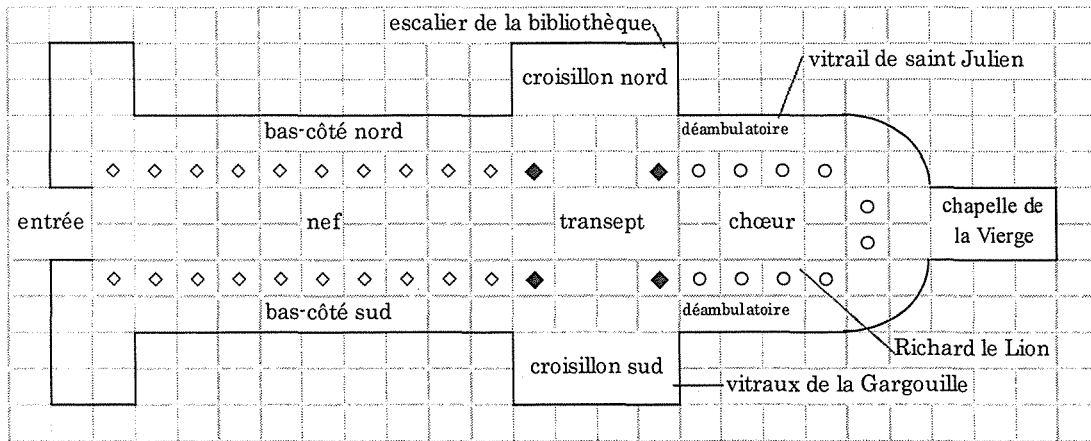 escalier de la bibliothèque
croisillon nord
vitrail de saint Julien
bas-côté nord
déambulatoire
entrée
nef
transept
chœur
chapelle de
la Vierge
bas-côté sud
déambulatoire
Richard le Lion
croisillon sud
vitraux de la Gargouille